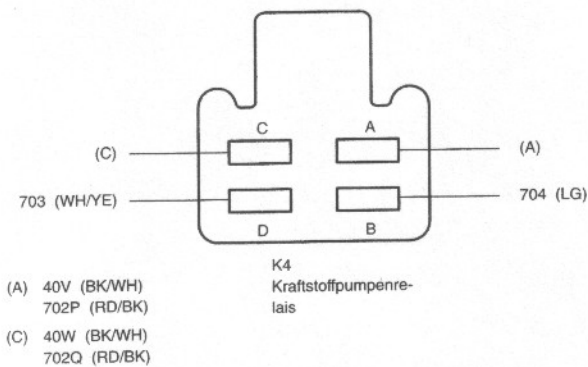 C A
(C) (A)
703 (WH/YE) 704 (LG)
D B
K4
Kraftstoffpumpenre-
lais
(A) 40V (BK/WH)
702P (RD/BK)
(C) 40W (BK/WH)
702Q (RD/BK)